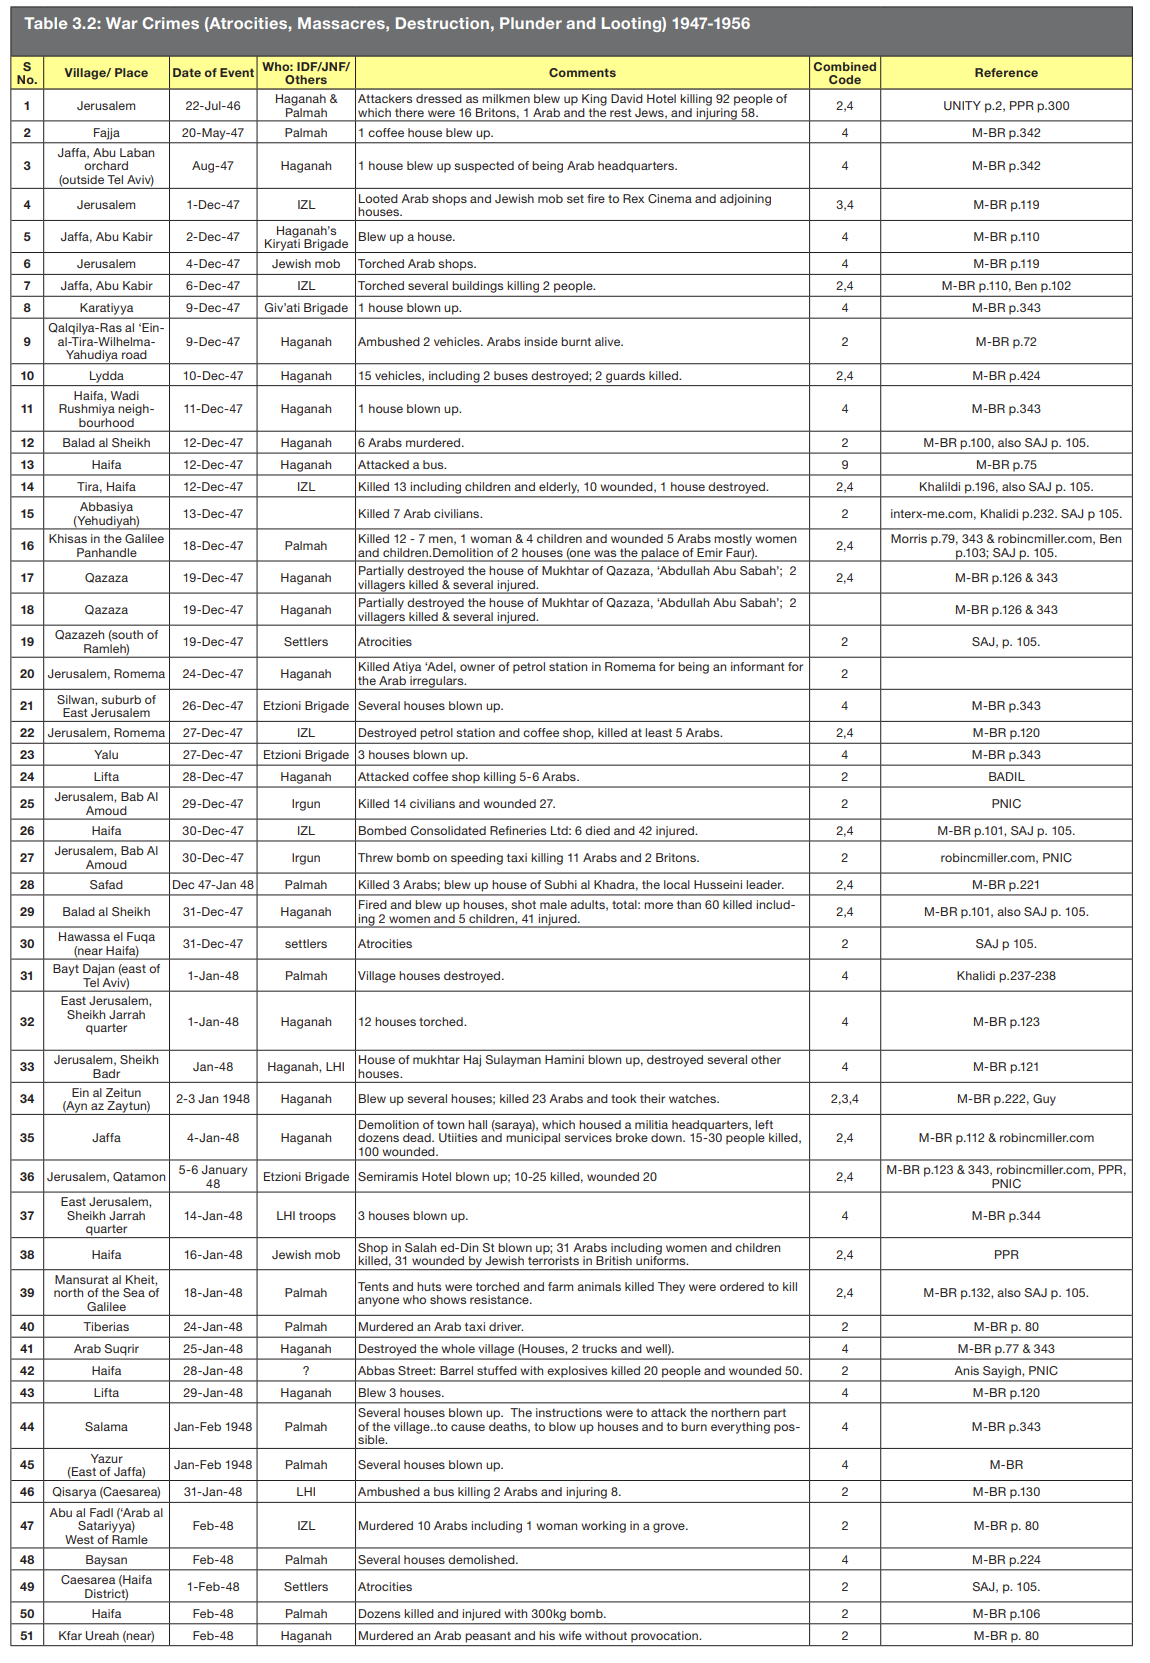 Table 3.2: War Crimes (Atrocities, Massacres, Destruction, Plunder and Looting) 1947-1956
S No. Village/ Place Date of Event Who: IDF/JNF/ Others Comments Combined Code Reference
1 Jerusalem 22-Jul-46 Haganah & Palmah Attackers dressed as milkmen blew up King David Hotel killing 92 people of which there were 16 Britons, 1 Arab and the rest Jews, and injuring 58. 2,4 UNITY p.2, PPR p.300
2 Fajja 20-May-47 Palmah 1 coffee house blew up. 4 M-BR p.342
3 Jaffa, Abu Laban orchard (outside Tel Aviv) Aug-47 Haganah 1 house blew up suspected of being Arab headquarters. 4 M-BR p.342
4 Jerusalem 1-Dec-47 IZL Looted Arab shops and Jewish mob set fire to Rex Cinema and adjoining houses. 3,4 M-BR p.119
5 Jaffa, Abu Kabir 2-Dec-47 Haganah's Kiryati Brigade Blew up a house. 4 M-BR p.110
6 Jerusalem 4-Dec-47 Jewish mob Torched Arab shops. 4 M-BR p.119
7 Jaffa, Abu Kabir 6-Dec-47 IZL Torched several buildings killing 2 people. 2,4 M-BR p.110, Ben p.102
8 Karatiyya 9-Dec-47 Giv'ati Brigade 1 house blown up. 4 M-BR p.343
9 Qalqilya-Ras al 'Ein-al-Tira-Wilhelma-Yahudiya road 9-Dec-47 Haganah Ambushed 2 vehicles. Arabs inside burnt alive. 2 M-BR p.72
10 Lydda 10-Dec-47 Haganah 15 vehicles, including 2 buses destroyed; 2 guards killed. 2,4 M-BR p.424
11 Haifa, Wadi Rushmiya neigh-bourhood 11-Dec-47 Haganah 1 house blown up. 4 M-BR p.343
12 Balad al Sheikh 12-Dec-47 Haganah 6 Arabs murdered. 2 M-BR p.100, also SAJ p. 105.
13 Haifa 12-Dec-47 Haganah Attacked a bus. 9 M-BR p.75
14 Tira, Haifa 12-Dec-47 IZL Killed 13 including children and elderly, 10 wounded, 1 house destroyed. 2,4 Khalildi p.196, also SAJ p. 105.
15 Abbasiya (Yehudiyah) 13-Dec-47 Killed 7 Arab civilians. 2 interx-me.com, Khalidi p.232. SAJ p 105.
16 Khisas in the Galilee Panhandle 18-Dec-47 Palmah Killed 12 - 7 men, 1 woman & 4 children and wounded 5 Arabs mostly women and children.Demolition of 2 houses (one was the palace of Emir Faur). 2,4 Morris p.79, 343 & robincmiller.com, Ben p.103; SAJ p. 105.
17 Qazaza 19-Dec-47 Haganah Partially destroyed the house of Mukhtar of Qazaza, 'Abdullah Abu Sabah'; 2 villagers killed & several injured. 2,4 M-BR p.126 & 343
18 Qazaza 19-Dec-47 Haganah Partially destroyed the house of Mukhtar of Qazaza, 'Abdullah Abu Sabah'; 2 villagers killed & several injured. M-BR p.126 & 343
19 Qazazeh (south of Ramleh) 19-Dec-47 Settlers Atrocities 2 SAJ, p. 105.
20 Jerusalem, Romema 24-Dec-47 Haganah Killed Atiya 'Adel, owner of petrol station in Romema for being an informant for the Arab irregulars. 2
21 Silwan, suburb of East Jerusalem 26-Dec-47 Etzioni Brigade Several houses blown up. 4 M-BR p.343
22 Jerusalem, Romema 27-Dec-47 IZL Destroyed petrol station and coffee shop, killed at least 5 Arabs. 2,4 M-BR p.120
23 Yalu 27-Dec-47 Etzioni Brigade 3 houses blown up. 4 M-BR p.343
24 Lifta 28-Dec-47 Haganah Attacked coffee shop killing 5-6 Arabs. 2 BADIL
25 Jerusalem, Bab Al Amoud 29-Dec-47 Irgun Killed 14 civilians and wounded 27. 2 PNIC
26 Haifa 30-Dec-47 IZL Bombed Consolidated Refineries Ltd: 6 died and 42 injured. 2,4 M-BR p.101, SAJ p. 105.
27 Jerusalem, Bab Al Amoud 30-Dec-47 Irgun Threw bomb on speeding taxi killing 11 Arabs and 2 Britons. 2 robincmiller.com, PNIC
28 Safad Dec 47-Jan 48 Palmah Killed 3 Arabs; blew up house of Subhi al Khadra, the local Husseini leader. 2,4 M-BR p.221
29 Balad al Sheikh 31-Dec-47 Haganah Fired and blew up houses, shot male adults, total: more than 60 killed includ-ing 2 women and 5 children, 41 injured. 2,4 M-BR p.101, also SAJ p. 105.
30 Hawassa el Fuqa (near Haifa) 31-Dec-47 settlers Atrocities 2 SAJ p 105.
31 Bayt Dajan (east of Tel Aviv) 1-Jan-48 Palmah Village houses destroyed. 4 Khalidi p.237-238
32 East Jerusalem, Sheikh Jarrah quarter 1-Jan-48 Haganah 12 houses torched. 4 M-BR p.123
33 Jerusalem, Sheikh Badr Jan-48 Haganah, LHI House of mukhtar Haj Sulayman Hamini blown up, destroyed several other houses. 4 M-BR p.121
34 Ein al Zeitun (Ayn az Zaytun) 2-3 Jan 1948 Haganah Blew up several houses; killed 23 Arabs and took their watches. 2,3,4 M-BR p.222, Guy
35 Jaffa 4-Jan-48 Haganah Demolition of town hall (saraya), which housed a militia headquarters, left dozens dead. Utiities and municipal services broke down. 15-30 people killed, 100 wounded. 2,4 M-BR p.112 & robincmiller.com
36 Jerusalem, Qatamon 5-6 January 48 Etzioni Brigade Semiramis Hotel blown up; 10-25 killed, wounded 20 2,4 M-BR p.123 & 343, robincmiller.com, PPR, PNIC
37 East Jerusalem, Sheikh Jarrah quarter 14-Jan-48 LHI troops 3 houses blown up. 4 M-BR p.344
38 Haifa 16-Jan-48 Jewish mob Shop in Salah ed-Din St blown up; 31 Arabs including women and children killed, 31 wounded by Jewish terrorists in British uniforms. 2,4 PPR
39 Mansurat al Kheit, north of the Sea of Galilee 18-Jan-48 Palmah Tents and huts were torched and farm animals killed They were ordered to kill anyone who shows resistance. 2,4 M-BR p.132, also SAJ p. 105.
40 Tiberias 24-Jan-48 Palmah Murdered an Arab taxi driver. 2 M-BR p. 80
41 Arab Suqrir 25-Jan-48 Haganah Destroyed the whole village (Houses, 2 trucks and well). 4 M-BR p.77 & 343
42 Haifa 28-Jan-48 ? Abbas Street: Barrel stuffed with explosives killed 20 people and wounded 50. 2 Anis Sayigh, PNIC
43 Lifta 29-Jan-48 Haganah Blew 3 houses. 4 M-BR p.120
44 Salama Jan-Feb 1948 Palmah Several houses blown up. The instructions were to attack the northern part of the village..to cause deaths, to blow up houses and to burn everything pos-sible. 4 M-BR p.343
45 Yazur (East of Jaffa) Jan-Feb 1948 Palmah Several houses blown up. 4 M-BR
46 Qisarya (Caesarea) 31-Jan-48 LHI Ambushed a bus killing 2 Arabs and injuring 8. 2 M-BR p.130
47 Abu al Fadl ('Arab al Satariyya) West of Ramle Feb-48 IZL Murdered 10 Arabs including 1 woman working in a grove. 2 M-BR p. 80
48 Baysan Feb-48 Palmah Several houses demolished. 4 M-BR p.224
49 Caesarea (Haifa District) 1-Feb-48 Settlers Atrocities 2 SAJ, p. 105.
50 Haifa Feb-48 Palmah Dozens killed and injured with 300kg bomb. 2 M-BR p.106
51 Kfar Ureah (near) Feb-48 Haganah Murdered an Arab peasant and his wife without provocation. 2 M-BR p. 80